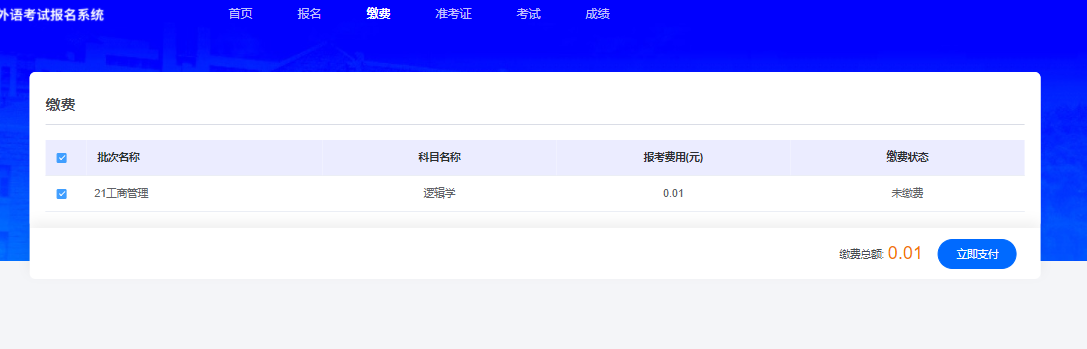 外语考试报名系统 首页 报名 缴费 准考证 考试 成绩
缴费
批次名称 科目名称 报考费用(元) 缴费状态
21工商管理 逻辑学 0.01 未缴费
缴费总额: 0.01 立即支付